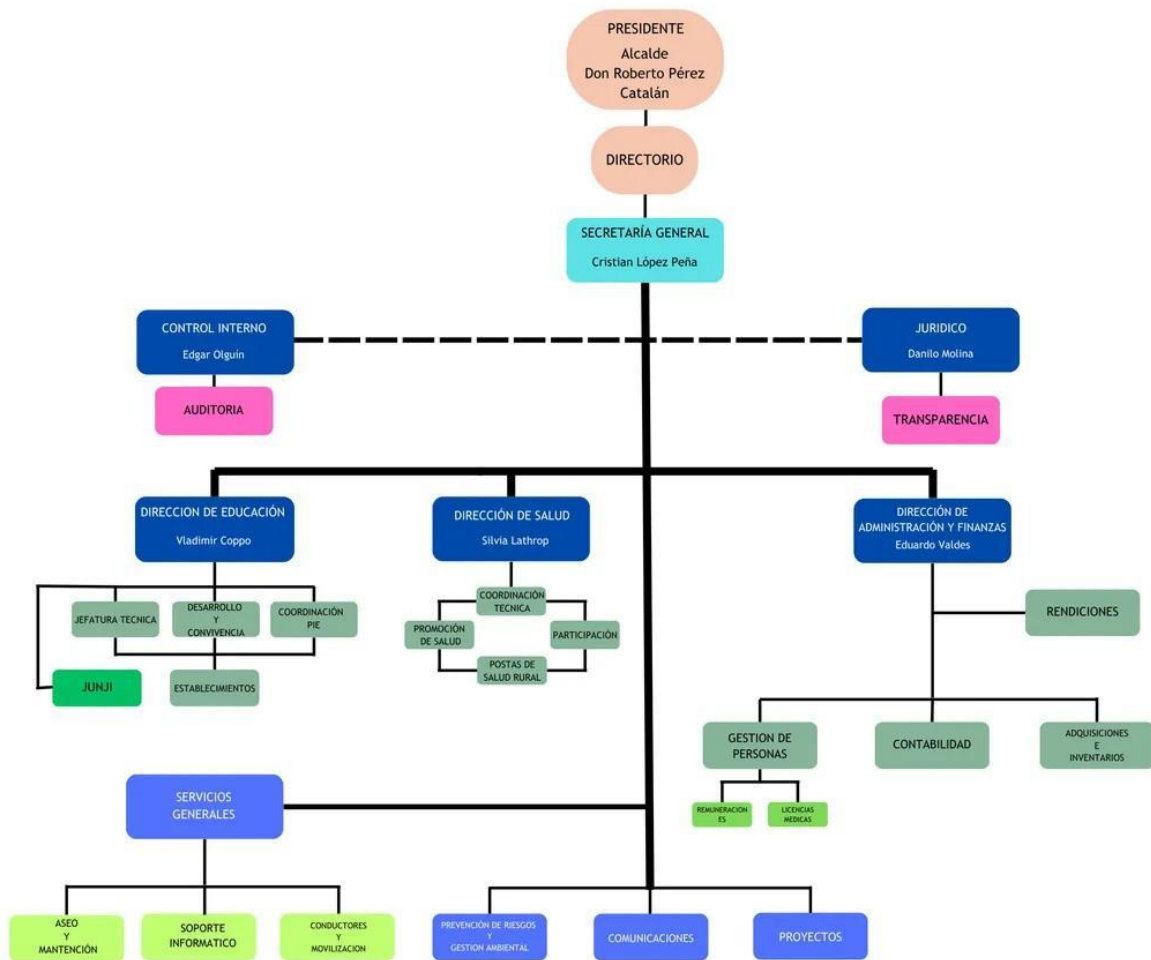 PRESIDENTE
Alcalde
Don Roberto Pérez
Catalán
DIRECTORIO
SECRETARÍA GENERAL
Cristian López Peña
CONTROL INTERNO
Edgar Olguin
JURIDICO
Danilo Molina
AUDITORIA
TRANSPARENCIA
DIRECCION DE EDUCACIÓN
Vladimir Coppo
DIRECCIÓN DE SALUD
Silvia Lathrop
DIRECCIÓN DE
ADMINISTRACIÓN Y FINANZAS
Eduardo Valdes
JEFATURA TECNICA
DESARROLLO
Y
CONVIVENCIA
COORDINACIÓN
PIE
COORDINACIÓN
TECNICA
PROMOCIÓN
DE SALUD
PARTICIPACIÓN
POSTAS DE
SALUD RURAL
RENDICIONES
JUNJI
ESTABLECIMIENTOS
GESTION DE
PERSONAS
CONTABILIDAD
ADQUISICIONES
E
INVENTARIOS
REMUNERACION
ES
LICENCIAS
MEDICAS
SERVICIOS
GENERALES
ASEO
Y
MANTENCIÓN
SOPORTE
INFORMATICO
CONDUCTORES
Y
MOVILIZACION
PREVENCIÓN DE RIESGOS
Y
GESTION AMBIENTAL
COMUNICACIONES
PROYECTOS